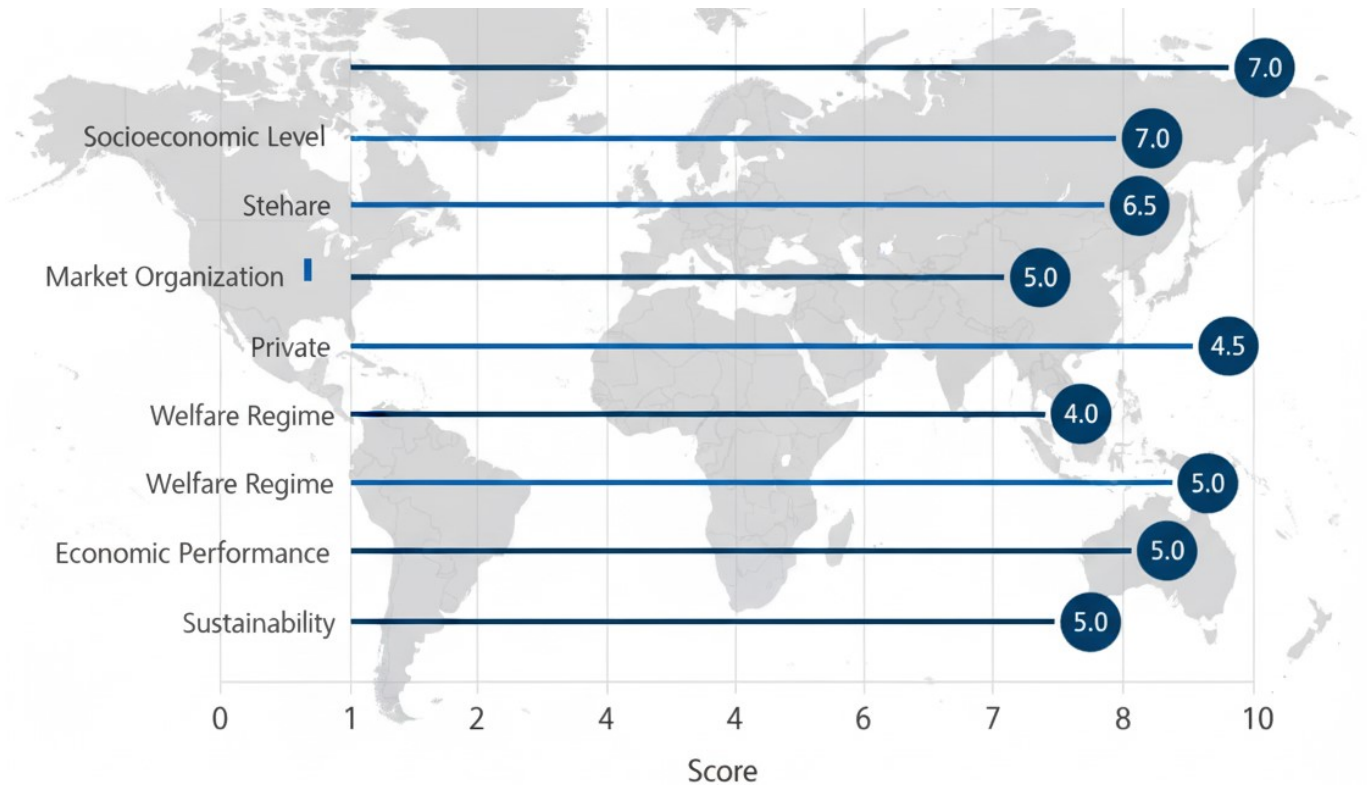 7.0
Socioeconomic Level 7.0
Stehare 6.5
Market Organization 5.0
Private 4.5
Welfare Regime 4.0
Welfare Regime 5.0
Economic Performance 5.0
Sustainability 5.0
0 1 2 4 4 6 7 8 10
Score